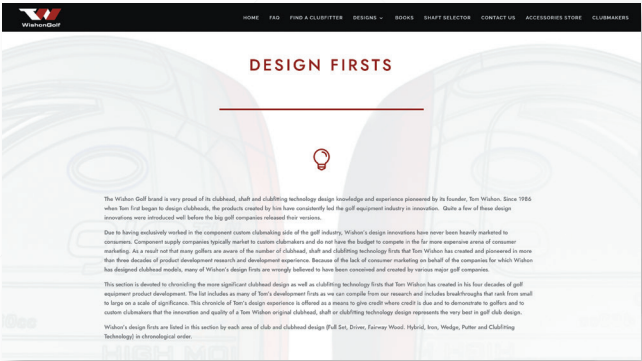 WishonGolf
HOME FAQ FIND A CLUBFITTER DESIGNS BOOKS SHAFT SELECTOR CONTACT US ACCESSORIES STORE CLUBMAKERS
DESIGN FIRSTS
The Wishon Golf brand is very proud of its clubhead, shaft and clubfitting technology design knowledge and experience pioneered by its founder, Tom Wishon. Since 1986
when Tom first began to design clubheads, the products created by him have consistently led the golf equipment industry in innovation. Quite a few of these design
innovations were introduced well before the big golf companies released their versions.
Due to having exclusively worked in the component custom clubmaking side of the golf industry, Wishon's design innovations have never been heavily marketed to
consumers. Component supply companies typically market to custom clubmakers and do not have the budget to compete in the far more expensive arena of consumer
marketing. As a result not that many golfers are aware of the number of clubhead, shaft and clubfitting technology firsts that Tom Wishon has created and pioneered in more
than three decades of product development research and development experience. Because of the lack of consumer marketing on behalf of the companies for which Wishon
has designed clubhead models, many of Wishon's design firsts are wrongly believed to have been conceived and created by various major golf companies.
This section is devoted to chronicling the more significant clubhead design as well as clubfitting technology firsts that Tom Wishon has created in his four decades of golf
equipment product development. The list includes as many of Tom's development firsts as we can compile from our research and includes breakthroughs that rank from small
to large on a scale of significance. This chronicle of Tom's design experience is offered as a means to give credit where credit is due and to demonstrate to golfers and to
custom clubmakers that the innovation and quality of a Tom Wishon original clubhead, shaft or clubfitting technology design represents the very best in golf club design.
Wishon's design firsts are listed in this section by each area of club and clubhead design (Full Set, Driver, Fairway Wood. Hybrid, Iron, Wedge, Putter and Clubfitting
Technology) in chronological order.